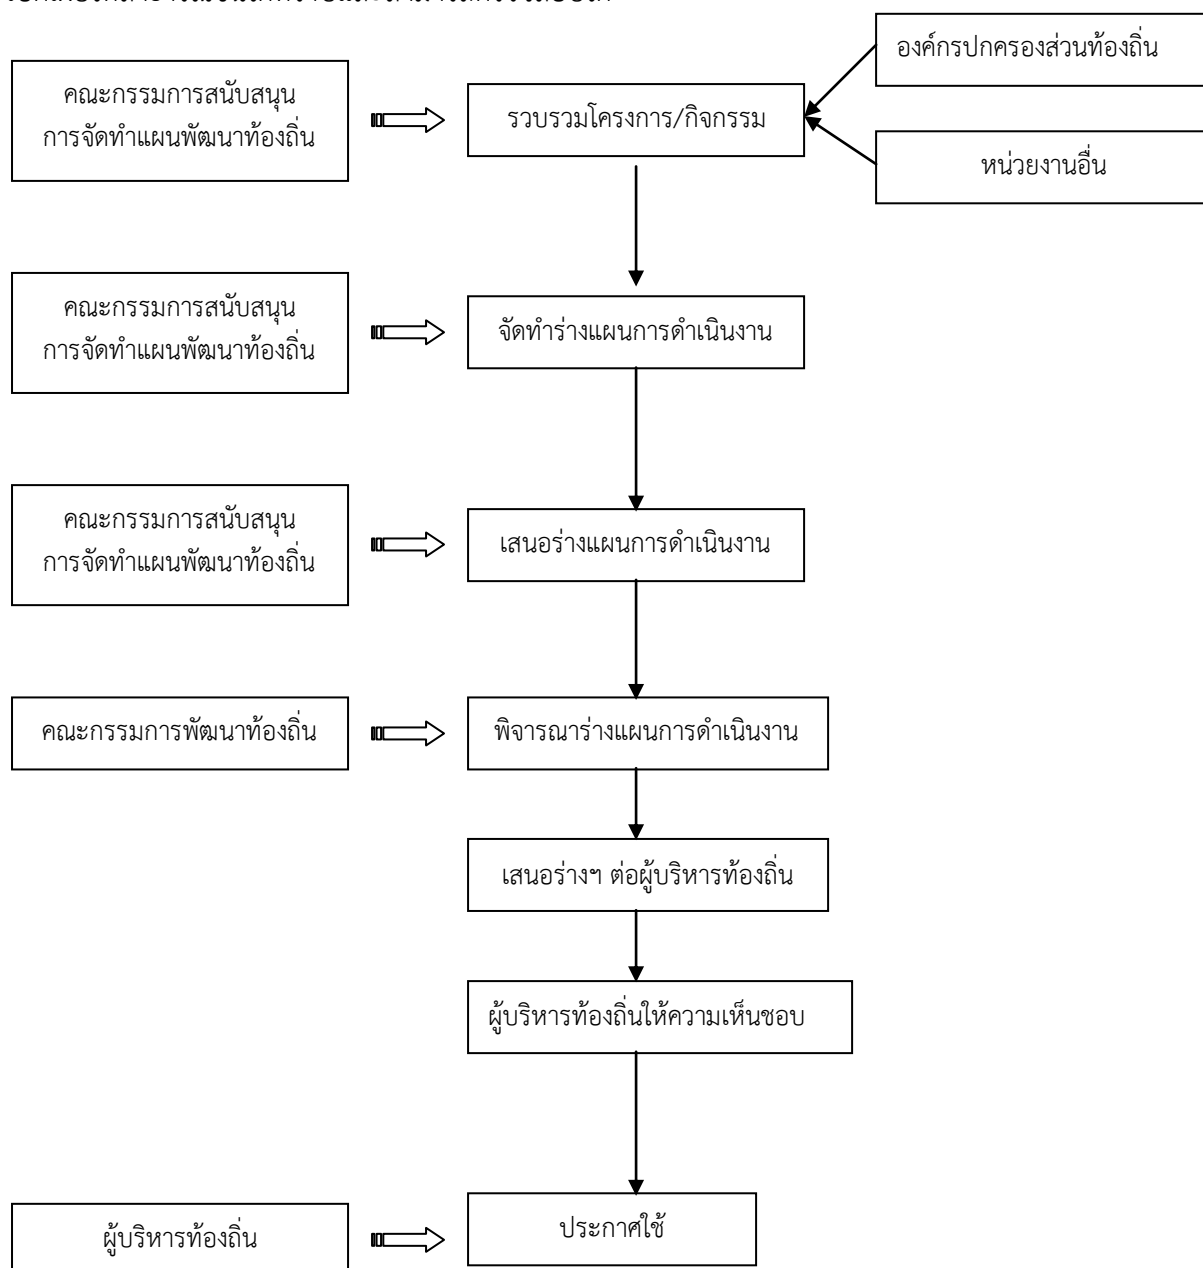 องค์กรปกครองส่วนท้องถิ่น
คณะกรรมการสนับสนุน
การจัดทำแผนพัฒนาท้องถิ่น
รวบรวมโครงการ/กิจกรรม
หน่วยงานอื่น
คณะกรรมการสนับสนุน
การจัดทำแผนพัฒนาท้องถิ่น
จัดทำร่างแผนการดำเนินงาน
คณะกรรมการสนับสนุน
การจัดทำแผนพัฒนาท้องถิ่น
เสนอร่างแผนการดำเนินงาน
คณะกรรมการพัฒนาท้องถิ่น
พิจารณาร่างแผนการดำเนินงาน
เสนอร่างฯ ต่อผู้บริหารท้องถิ่น
ผู้บริหารท้องถิ่นให้ความเห็นชอบ
ผู้บริหารท้องถิ่น
ประกาศใช้